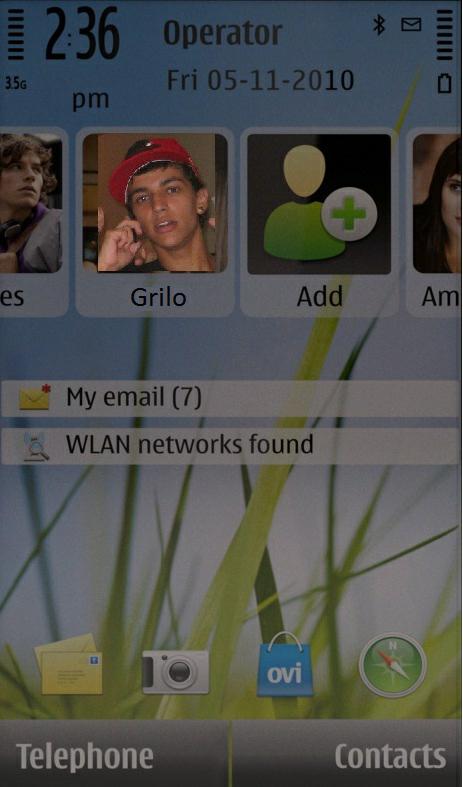 2:36 Operator
3.5G pm Fri 05-11-2010
es Grilo Add Am
My email (7)
WLAN networks found
ovi N
Telephone Contacts